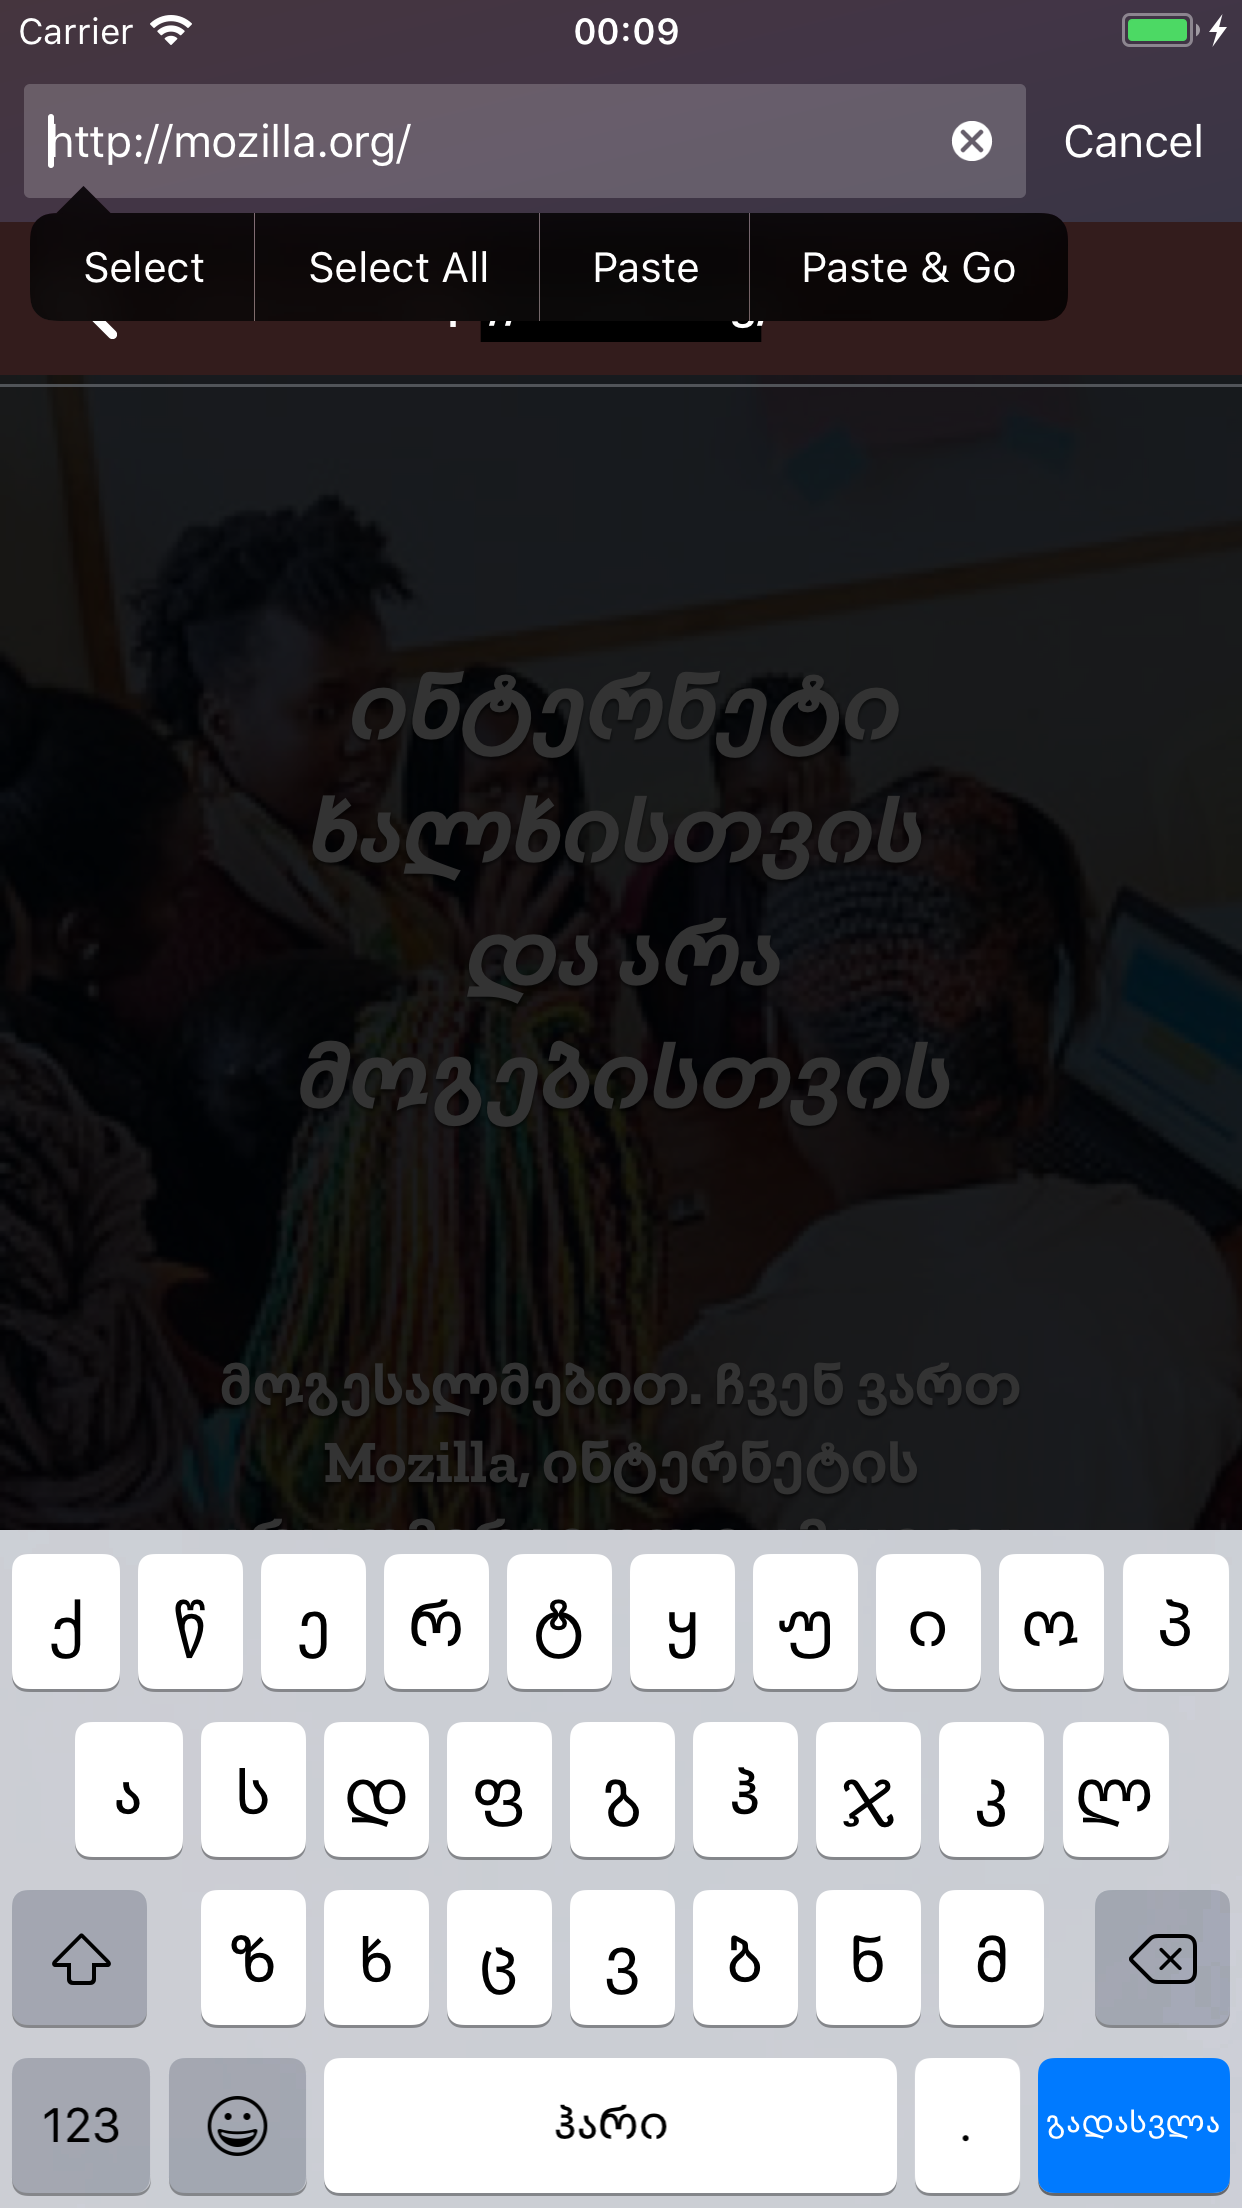 Carrier 00:09
http://mozilla.org/ Cancel
Select Select All Paste Paste & Go
ინტერნეტი
ხალხისთვის
და არა
მოგებისთვის
მოგესალმებით. ჩვენ ვართ
Mozilla, ინტერნეტის
ქ წ ე რ ტ ყ უ ი ო პ
ა ს დ ფ გ ჰ ჯ კ ლ
ზ ხ ც ვ ბ ნ მ
123 ჰარი . გადასვლა